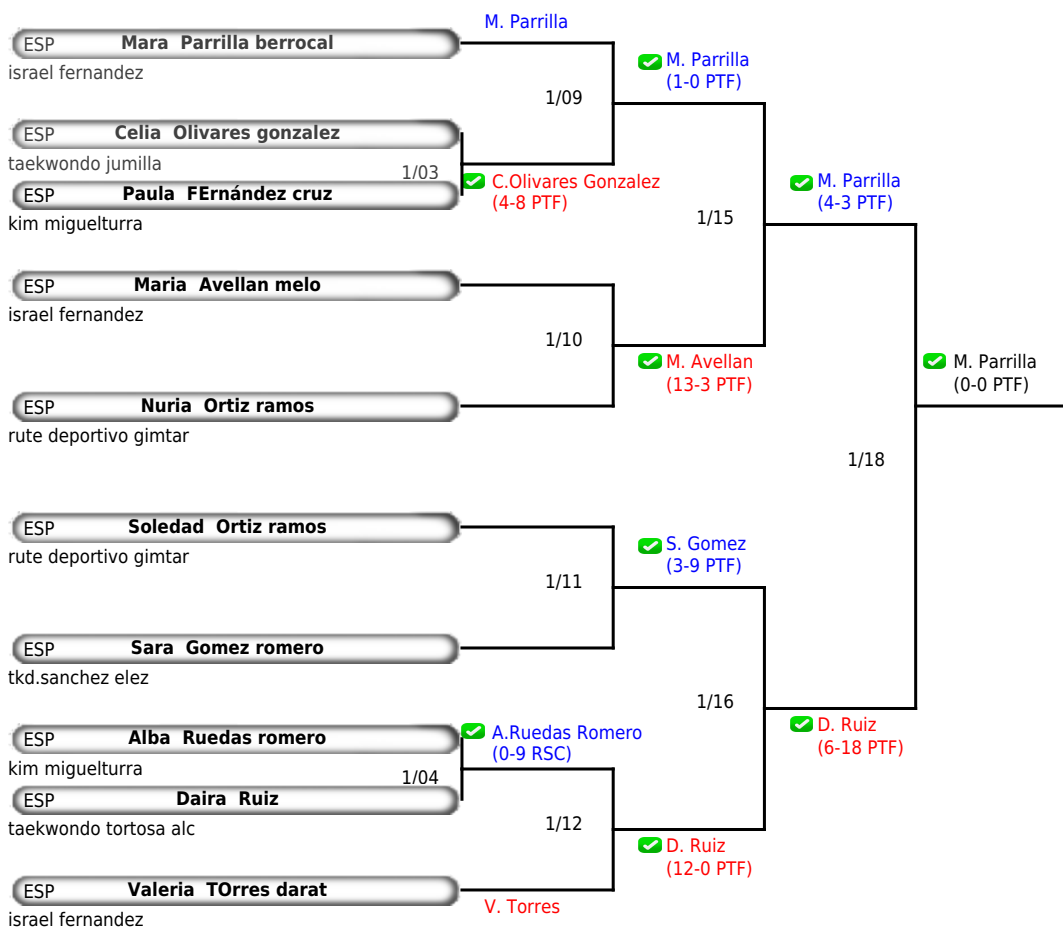 M. Parrilla
ESP Mara Parrilla berrocal
israel fernandez
M. Parrilla
(1-0 PTF)
1/09
ESP Celia Olivares gonzalez
taekwondo jumilla
1/03
C.Olivares Gonzalez
(4-8 PTF)
ESP Paula FErnández cruz
kim miguelturra
M. Parrilla
(4-3 PTF)
1/15
ESP Maria Avellan melo
israel fernandez
1/10
M. Avellan
(13-3 PTF)
M. Parrilla
(0-0 PTF)
ESP Nuria Ortiz ramos
rute deportivo gimtar
1/18
ESP Soledad Ortiz ramos
rute deportivo gimtar
S. Gomez
(3-9 PTF)
1/11
ESP Sara Gomez romero
tkd.sanchez elez
1/16
D. Ruiz
(6-18 PTF)
ESP Alba Ruedas romero
kim miguelturra
A.Ruedas Romero
(0-9 RSC)
1/04
ESP Daira Ruiz
taekwondo tortosa alc
1/12
D. Ruiz
(12-0 PTF)
ESP Valeria TOrres darat
israel fernandez
V. Torres